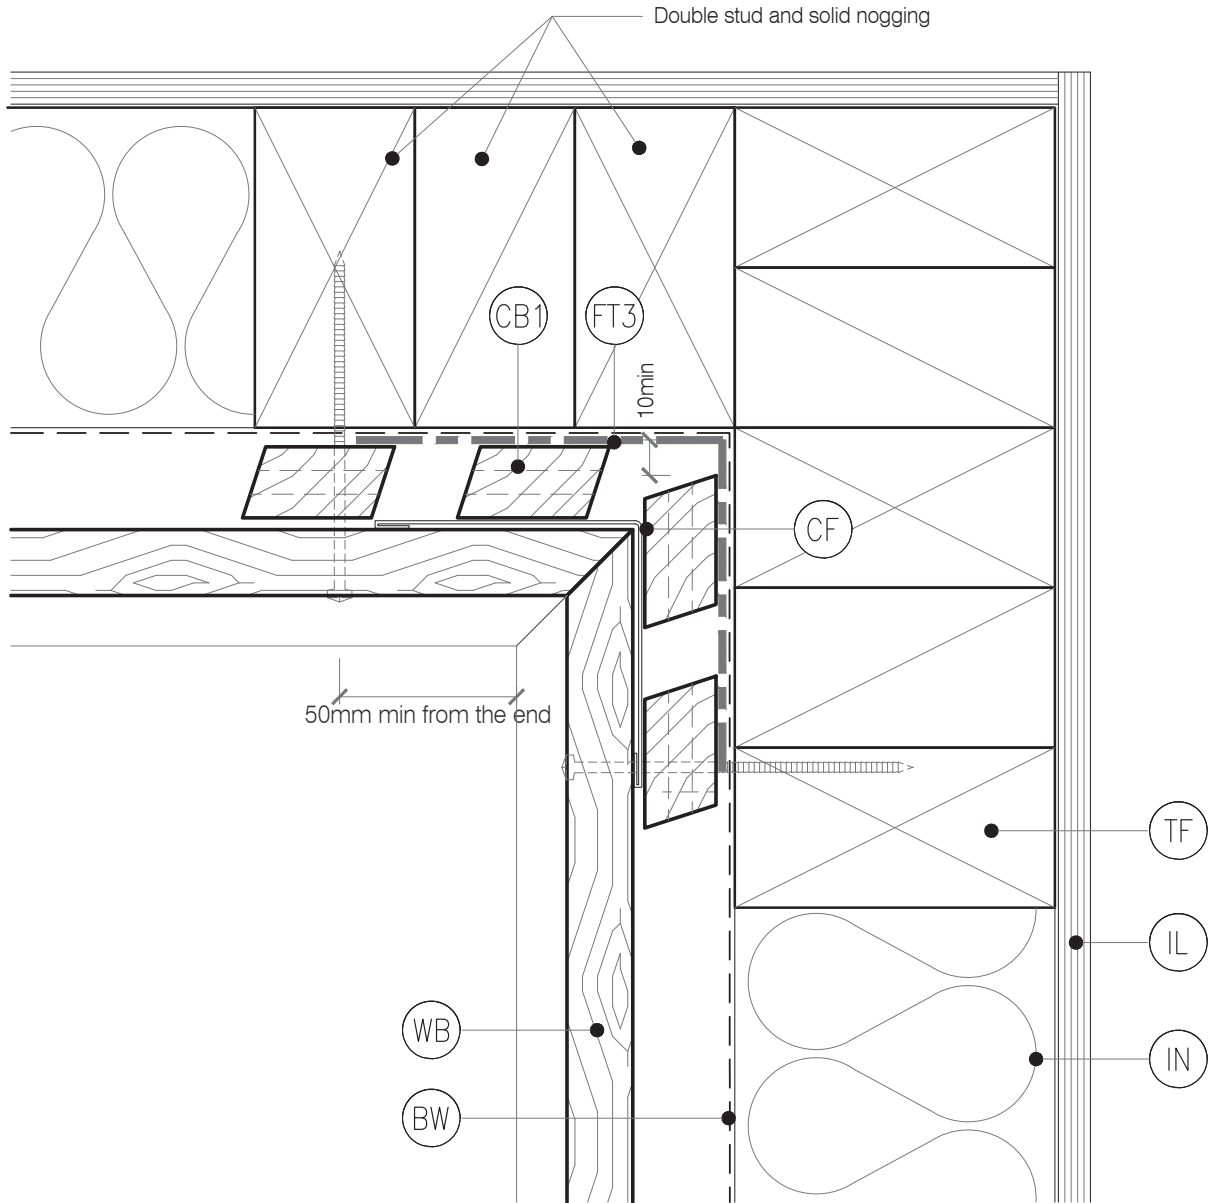 Double stud and solid nogging
CB1
FT3
10min
CF
50mm min from the end
TF
IL
WB
IN
BW